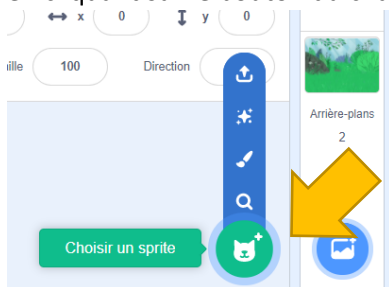 x 0 y 0
ille 100 Direction
Arrière-plans
2
Choisir un sprite